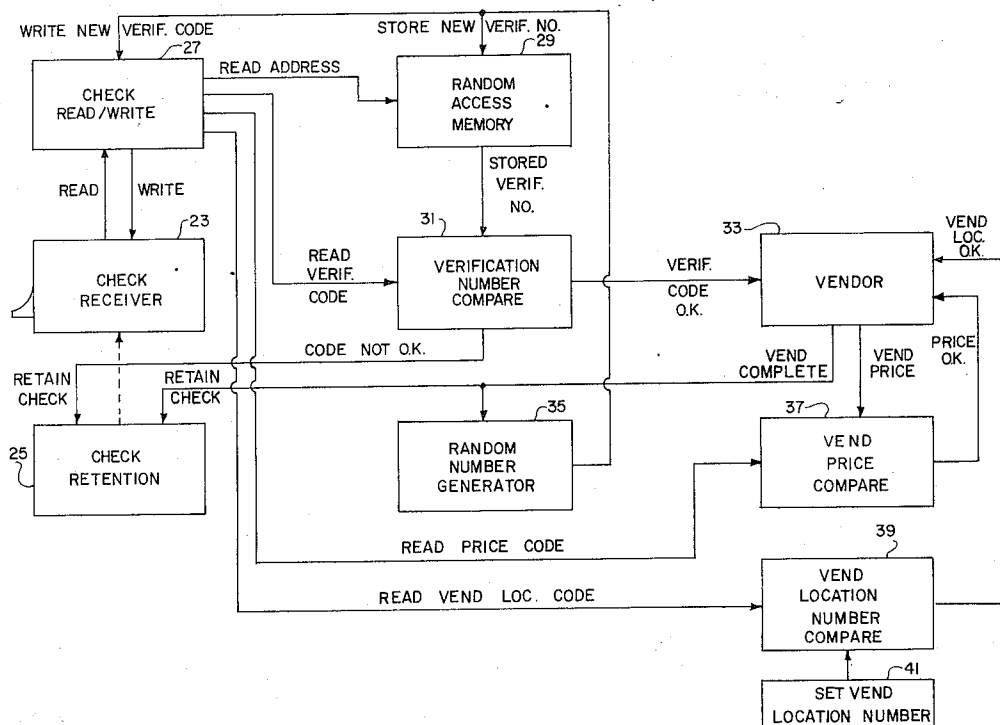 WRITE NEW VERIF. CODE
STORE NEW VERIF. NO.
27
29
CHECK
READ/WRITE
READ ADDRESS
RANDOM
ACCESS
MEMORY
READ
WRITE
STORED
VERIF.
NO.
23
CHECK
RECEIVER
READ
VERIF.
CODE
31
VERIFICATION
NUMBER
COMPARE
VERIF.
CODE
O.K.
33
VENDOR
VEND
LOC.
O.K.
CODE NOT O.K.
RETAIN
CHECK
RETAIN
CHECK
VEND
COMPLETE
VEND
PRICE
PRICE
O.K.
25
CHECK
RETENTION
35
RANDOM
NUMBER
GENERATOR
37
VEND
PRICE
COMPARE
READ PRICE CODE
39
VEND
LOCATION
NUMBER
COMPARE
READ VEND LOC. CODE
41
SET VEND
LOCATION NUMBER